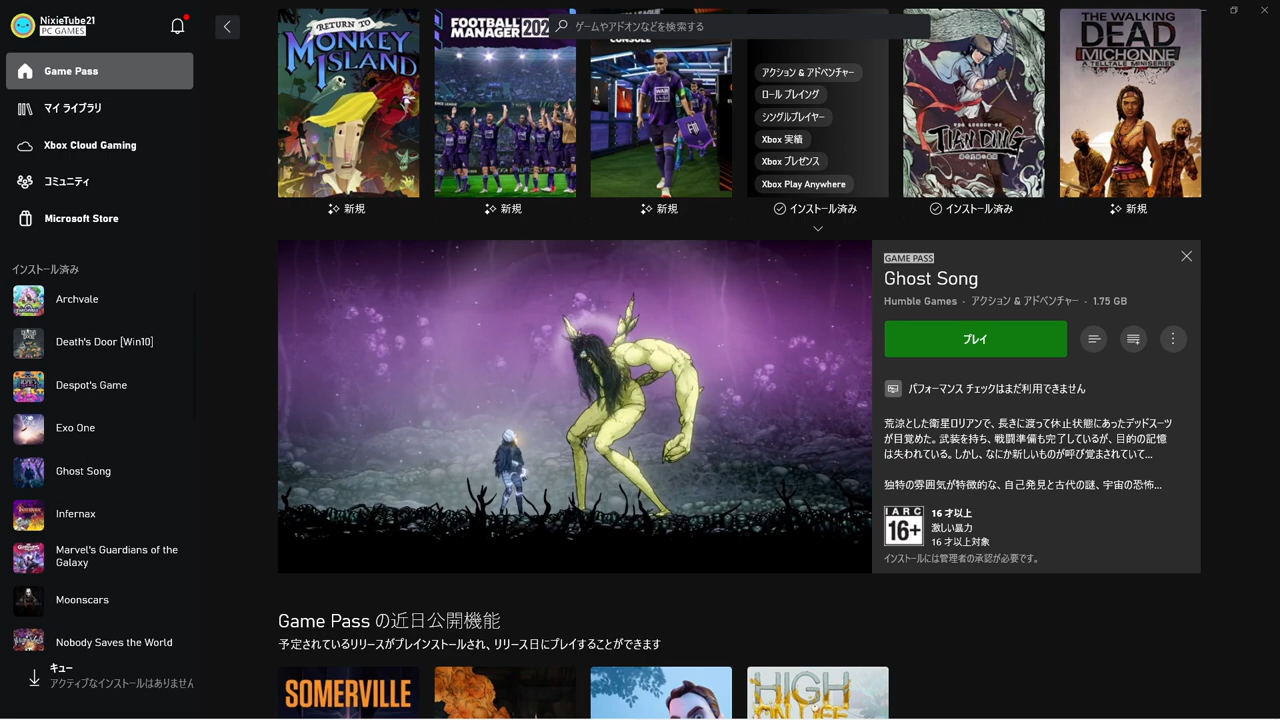 NixieTube21
PC GAMES
Game Pass
マイ ライブラリ
Xbox Cloud Gaming
コミュニティ
Microsoft Store
インストール済み
Archvale
Death's Door [Win10]
Despot's Game
Exo One
Ghost Song
Infernax
Marvel's Guardians of the
Galaxy
Moonscars
Nobody Saves the World
キュー
アクティブなインストールはありません
ゲームやアドオンなどを検索する
RETURN TO
MONKEY
ISLAND
FOOTBALL
MANAGER 202
アクション & アドベンチャー
ロール プレイング
シングルプレイヤー
Xbox 実績
Xbox プレゼンス
Xbox Play Anywhere
TIAN DING
THE WALKING
DEAD
MICHONNE
A TELLTALE MINISERIES
新規
新規
新規
インストール済み
インストール済み
新規
GAME PASS
Ghost Song
Humble Games · アクション & アドベンチャー · 1.75 GB
プレイ
パフォーマンス チェックはまだ利用できません
荒涼とした衛星ロリアンで、長きに渡って休止状態にあったデッドスーツ
が目覚めた。武装を持ち、戦闘準備も完了しているが、目的の記憶
は失われている。しかし、なにか新しいものが呼び覚まされていて...
独特の雰囲気が特徴的な、自己発見と古代の謎、宇宙の恐怖...
IARC
16+
16 才以上
激しい暴力
16 才以上対象
インストールには管理者の承認が必要です。
Game Pass の近日公開機能
予定されているリリースがプレインストールされ、リリース日にプレイすることができます
SOMERVILLE
HIGH
ON LIFE